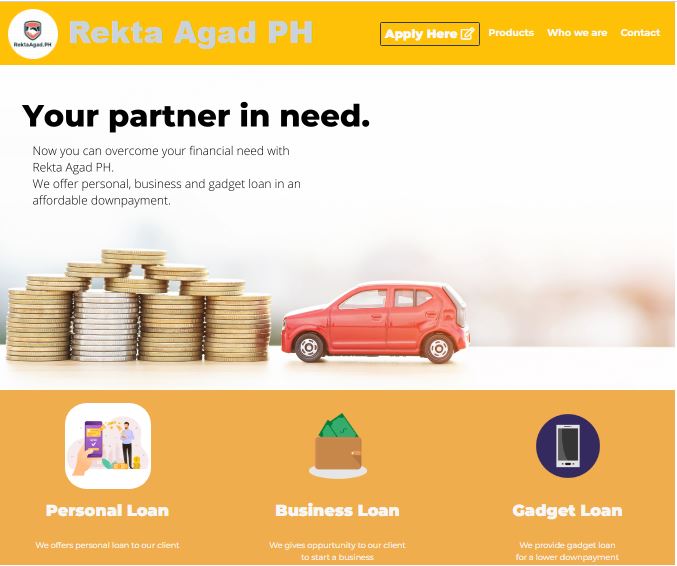 RektaAgad.PH
Rekta Agad PH
Apply Here
Products
Who we are
Contact
Your partner in need.
Now you can overcome your financial need with
Rekta Agad PH.
We offer personal, business and gadget loan in an
affordable downpayment.
Personal Loan
Business Loan
Gadget Loan
We offers personal loan to our client
We gives oppurtunity to our client
to start a business
We provide gadget loan
for a lower downpayment